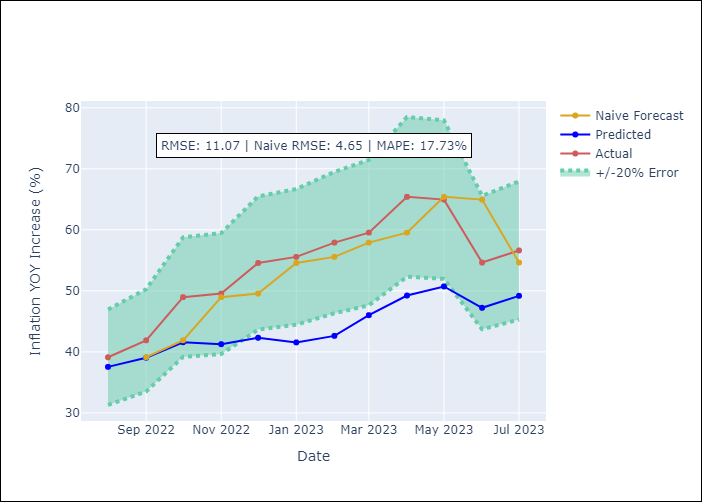 RMSE: 11.07 | Naive RMSE: 4.65 | MAPE: 17.73%
Naive Forecast
Predicted
Actual
+/-20% Error
Inflation YOY Increase (%)
80
70
60
50
40
30
Sep 2022
Nov 2022
Jan 2023
Mar 2023
May 2023
Jul 2023
Date